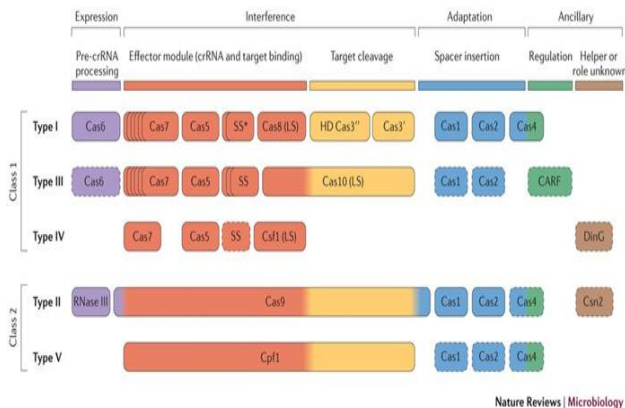 Expression Interference Adaptation Ancillary
Pre-crRNA processing Effector module (crRNA and target binding) Target cleavage Spacer insertion Regulation Helper or role unknown
Class 1
Type I Cas6 Cas7 Cas5 SS* Cas8 (LS) HD Cas3″ Cas3′ Cas1 Cas2 Cas4
Type III Cas6 Cas7 Cas5 SS Cas10 (LS) Cas1 Cas2 CARF
Type IV Cas7 Cas5 SS Csf1 (LS) DinG
Class 2
Type II RNase III Cas9 Cas1 Cas2 Cas4 Csn2
Type V Cpf1 Cas1 Cas2 Cas4
Nature Reviews | Microbiology